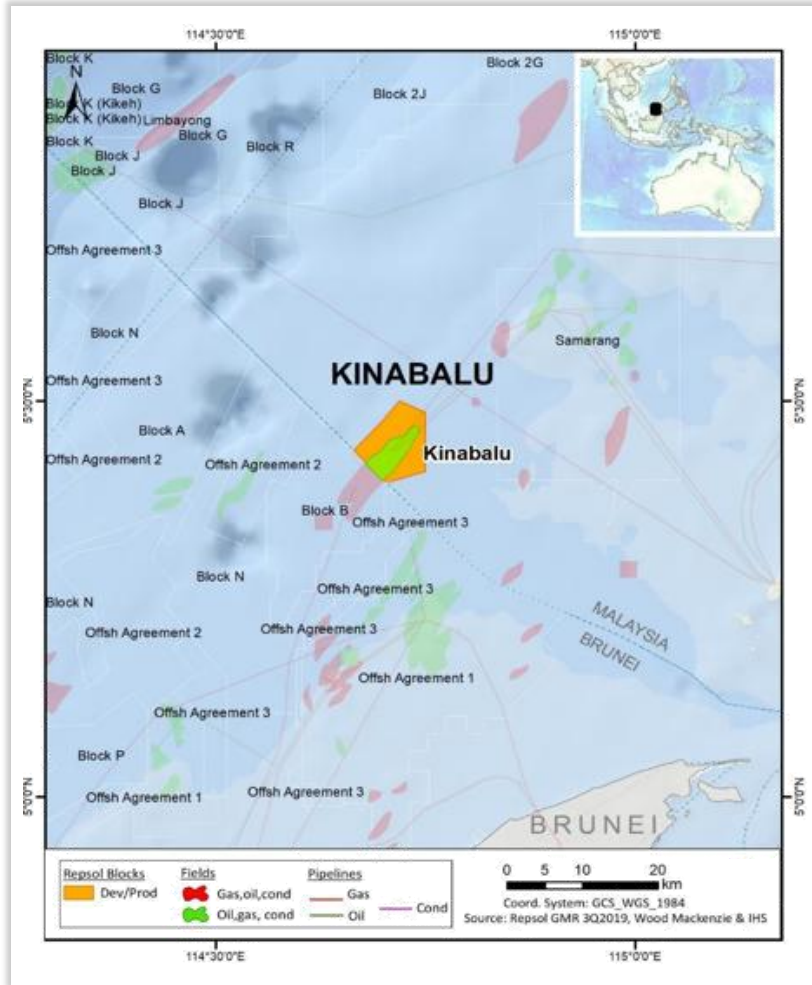 114°30'0"E
115°0'0"E
Block K
N
Block G
Block K (Kikeh)
Block K (Kikeh)
Limbayong
Block G
Block K
Block J
Block J
Block R
Block 2J
Block 2G
Block J
Offsh Agreement 3
Block N
Samarang
KINABALU
5°30'0"N
5°30'0"N
Offsh Agreement 3
Block A
Kinabalu
Offsh Agreement 2
Offsh Agreement 2
Block B
Offsh Agreement 3
Block N
Offsh Agreement 3
Block N
MALAYSIA
BRUNEI
Offsh Agreement 2
Offsh Agreement 3
Offsh Agreement 1
Offsh Agreement 3
Block P
Offsh Agreement 1
Offsh Agreement 3
5°0'0"N
5°0'0"N
BRUNEI
Repsol Blocks
Dev/Prod
Fields
Gas,oil,cond
Oil,gas, cond
Pipelines
Gas
Oil
Cond
0 5 10 20
km
Coord. System: GCS_WGS_1984
Source: Repsol GMR 3Q2019, Wood Mackenzie & IHS
114°30'0"E
115°0'0"E